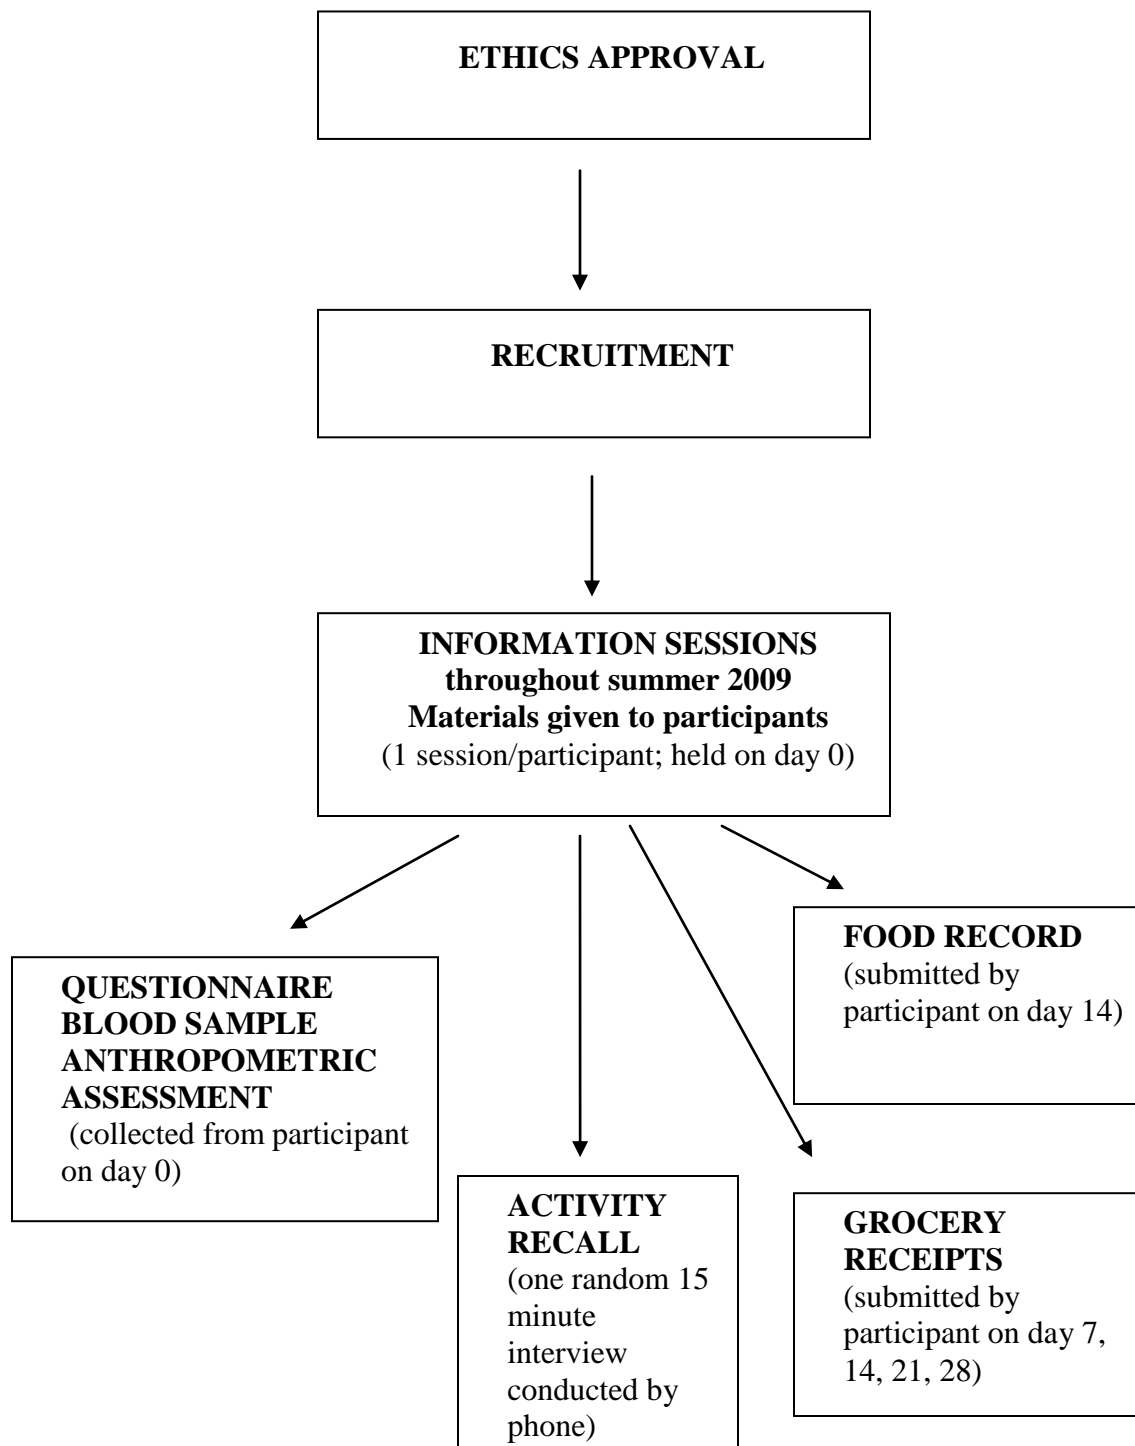 ETHICS APPROVAL
RECRUITMENT
INFORMATION SESSIONS
throughout summer 2009
Materials given to participants
(1 session/participant; held on day 0)
QUESTIONNAIRE
BLOOD SAMPLE
ANTHROPOMETRIC
ASSESSMENT
(collected from participant
on day 0)
ACTIVITY
RECALL
(one random 15
minute
interview
conducted by
phone)
GROCERY
RECEIPTS
(submitted by
participant on day 7,
14, 21, 28)
FOOD RECORD
(submitted by
participant on day 14)